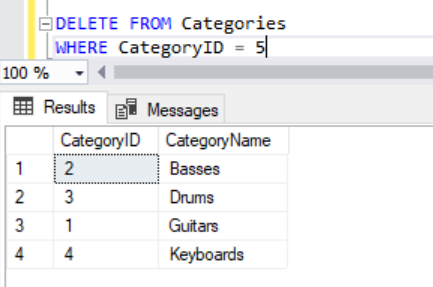 DELETE FROM Categories
WHERE CategoryID = 5
100 %
Results Messages
CategoryID CategoryName
1 2 Basses
2 3 Drums
3 1 Guitars
4 4 Keyboards